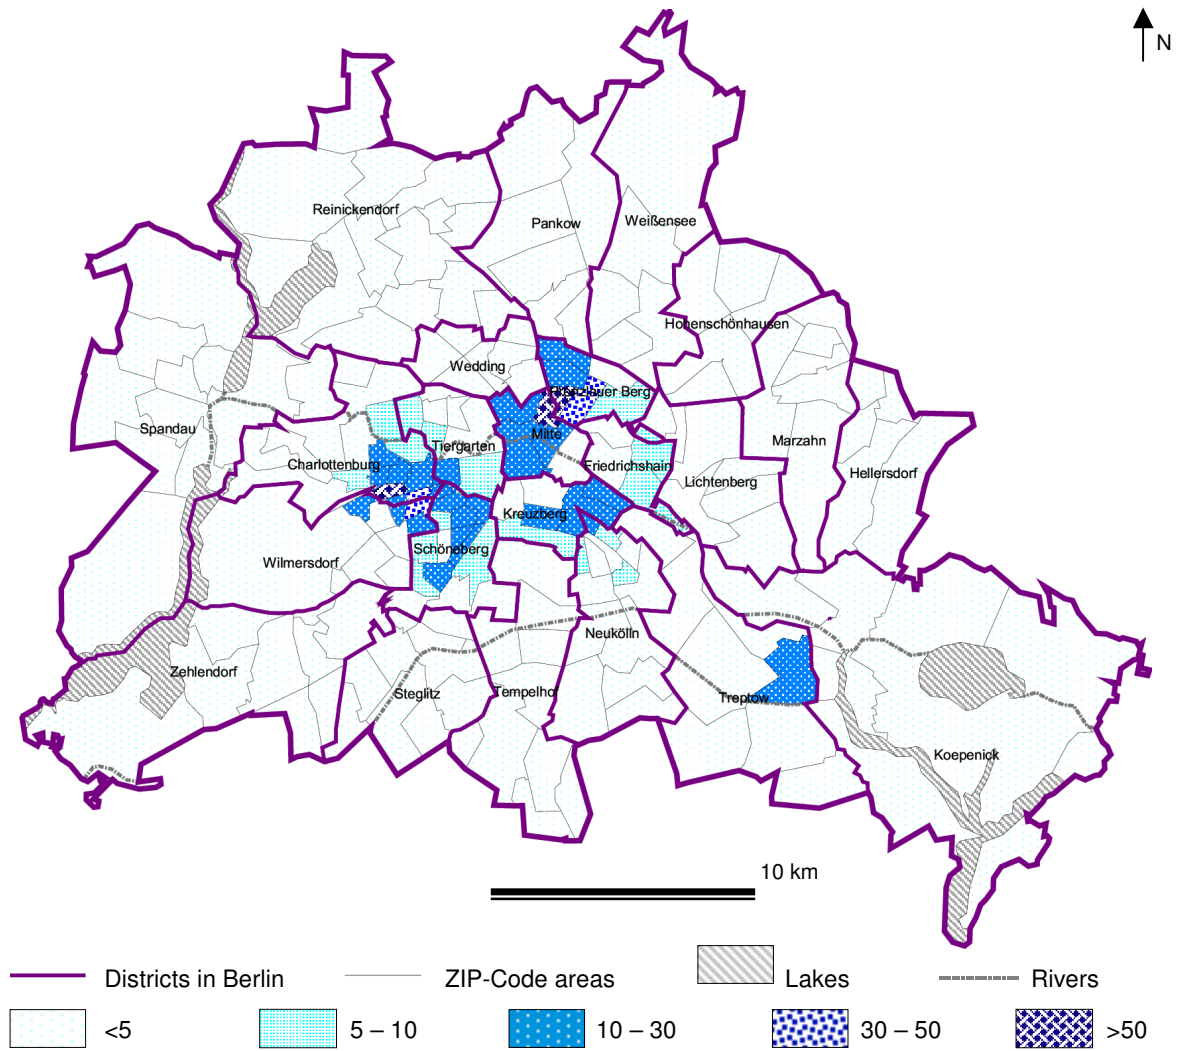 N
Reinickendorf
Pankow
Weißensee
Hohenschönhausen
Wedding
Prenzlauer Berg
Spandau
Mitte
Marzahn
Tiergarten
Charlottenburg
Friedrichshain
Lichtenberg
Hellersdorf
Kreuzberg
Schöneberg
Wilmersdorf
Neukölln
Zehlendorf
Steglitz
Tempelhof
Treptow
Koepenick
10 km
Districts in Berlin
ZIP-Code areas
Lakes
Rivers
<5
5 – 10
10 – 30
30 – 50
>50